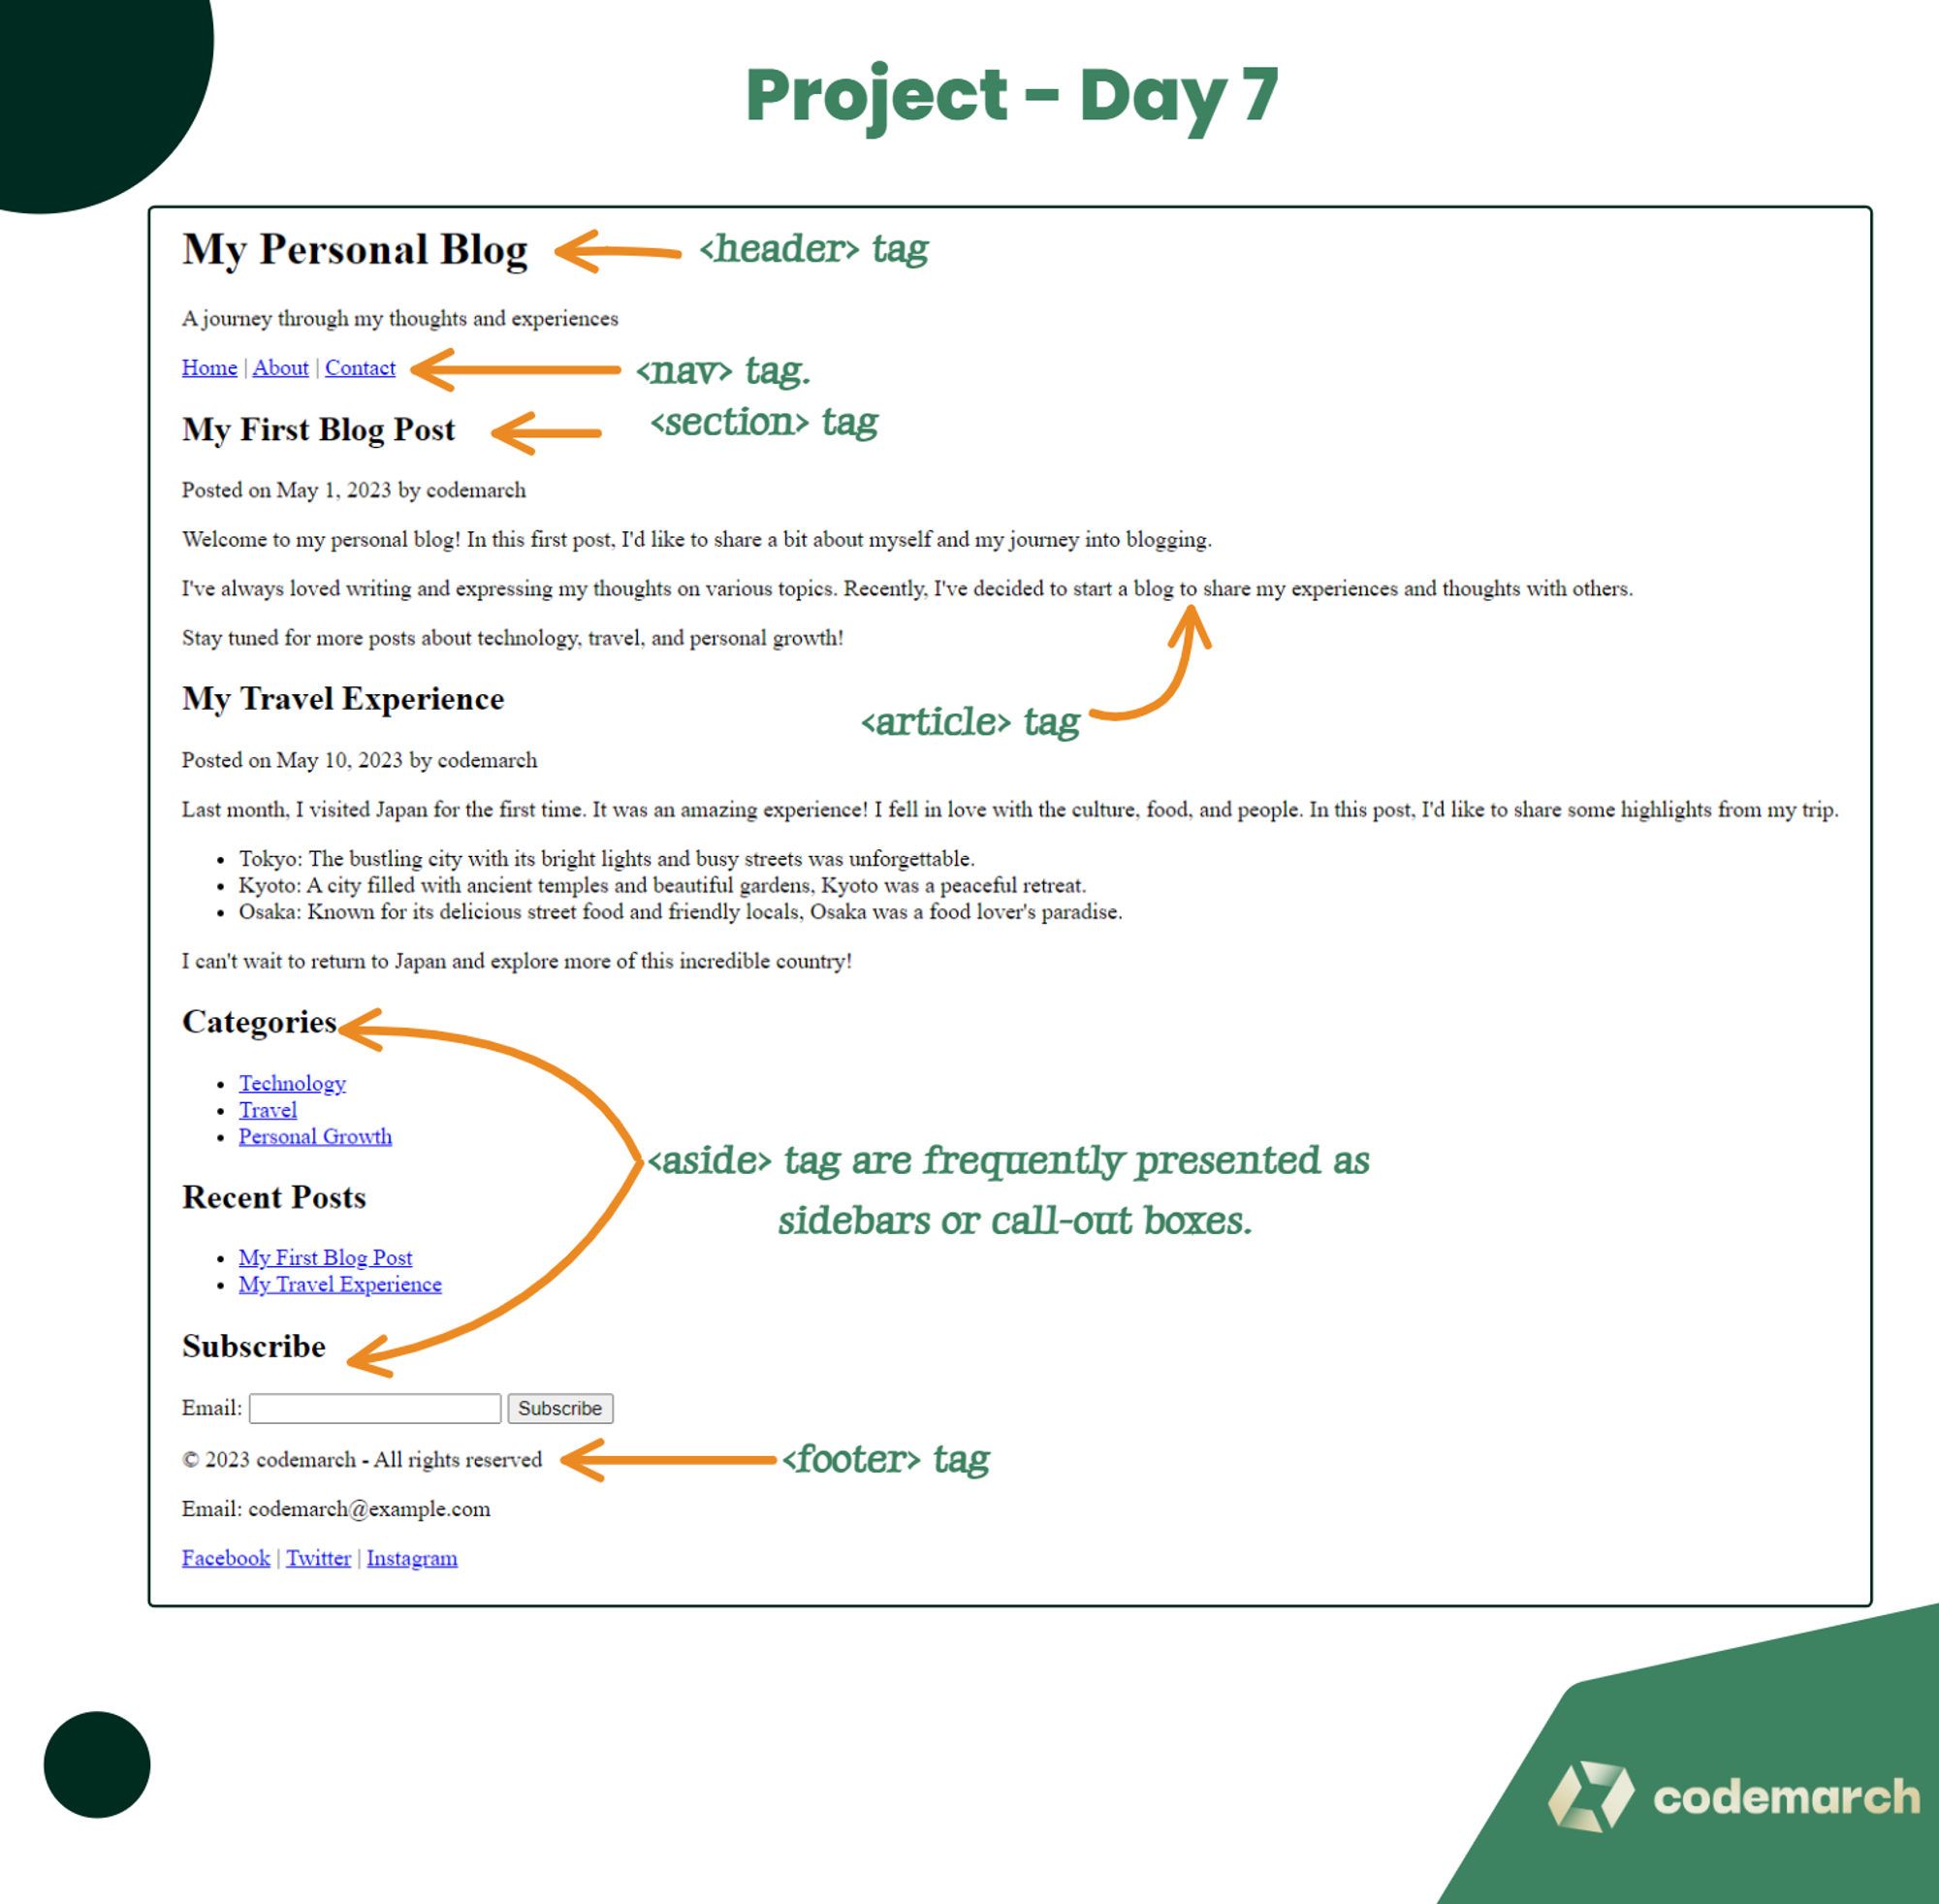 Project - Day 7
My Personal Blog
<header> tag
A journey through my thoughts and experiences
Home | About | Contact
<nav> tag.
My First Blog Post
<section> tag
Posted on May 1, 2023 by codemarch
Welcome to my personal blog! In this first post, I'd like to share a bit about myself and my journey into blogging.
I've always loved writing and expressing my thoughts on various topics. Recently, I've decided to start a blog to share my experiences and thoughts with others.
Stay tuned for more posts about technology, travel, and personal growth!
My Travel Experience
<article> tag
Posted on May 10, 2023 by codemarch
Last month, I visited Japan for the first time. It was an amazing experience! I fell in love with the culture, food, and people. In this post, I'd like to share some highlights from my trip.
• Tokyo: The bustling city with its bright lights and busy streets was unforgettable.
• Kyoto: A city filled with ancient temples and beautiful gardens, Kyoto was a peaceful retreat.
• Osaka: Known for its delicious street food and friendly locals, Osaka was a food lover's paradise.
I can't wait to return to Japan and explore more of this incredible country!
Categories
• Technology
• Travel
• Personal Growth
<aside> tag are frequently presented as
sidebars or call-out boxes.
Recent Posts
• My First Blog Post
• My Travel Experience
Subscribe
Email: Subscribe
© 2023 codemarch - All rights reserved
<footer> tag
Email: codemarch@example.com
Facebook | Twitter | Instagram
codemarch